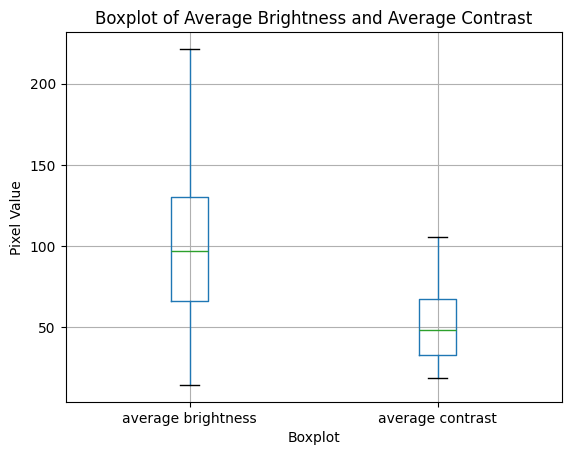 Boxplot of Average Brightness and Average Contrast
Pixel Value
200
150
100
50
average brightness
average contrast
Boxplot